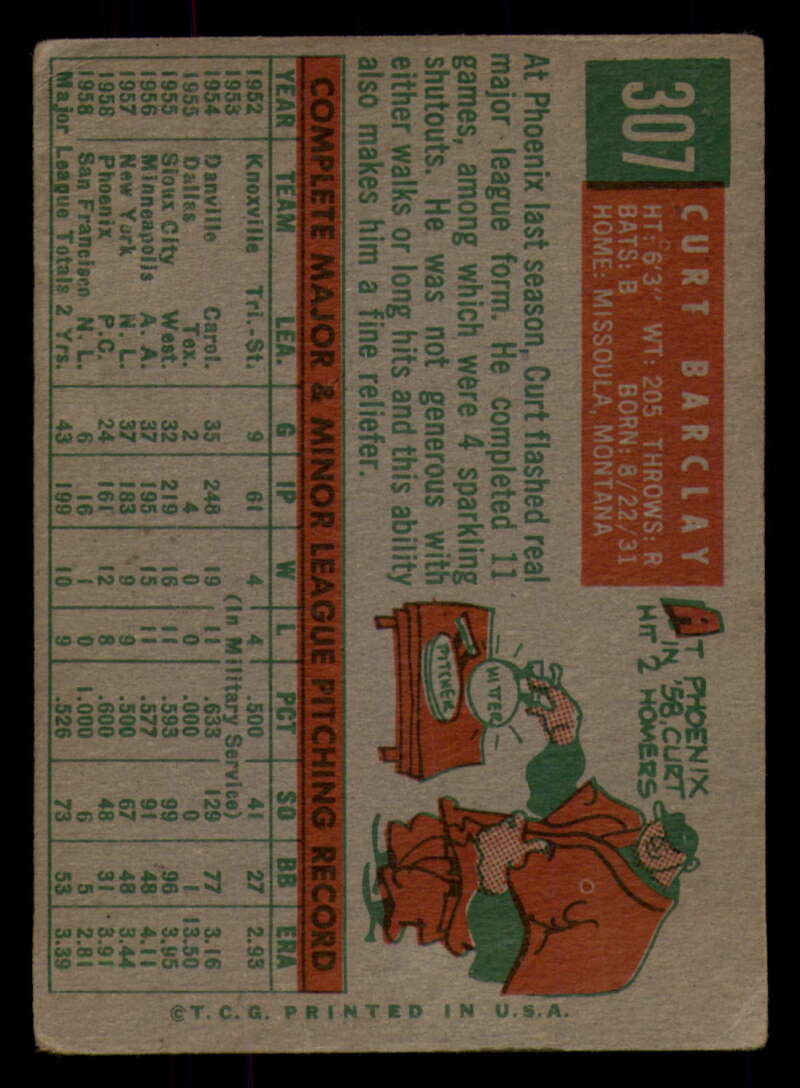 307
CURT BARCLAY
HT: 6'3" WT: 205 THROWS: R
BATS: B BORN: 8/22/31
HOME: MISSOULA, MONTANA
At Phoenix last season, Curt flashed real
major league form. He completed 11
games, among which were 4 sparkling
shutouts. He was not generous with
either walks or long hits and this ability
also makes him a fine reliefer.
AT PHOENIX
IN '58, CURT
HIT 2 HOMERS
HITTER
PITCHER
COMPLETE MAJOR & MINOR LEAGUE PITCHING RECORD
YEAR TEAM LEA. G IP W L PCT SO BB ERA
1952 Knoxville Tri.-St. 9 61 4 4 .500 41 27 2.93
1953 (In Military Service)
1954 Danville Carol. 35 248 19 11 .633 129 77 3.16
1955 Dallas Tex. 2 4 0 0 .000 0 1 13.50
1955 Sioux City West. 32 219 16 11 .593 99 96 3.95
1956 Minneapolis A. A. 37 195 15 11 .577 91 48 4.11
1957 New York N. L. 37 183 9 9 .500 67 48 3.44
1958 Phoenix P.C. 24 161 12 8 .600 48 31 3.91
1958 San Francisco N. L. 6 16 1 0 1.000 6 5 2.81
Major League Totals 2 Yrs. 43 199 10 9 .526 73 53 3.39
©T.C.G. PRINTED IN U.S.A.